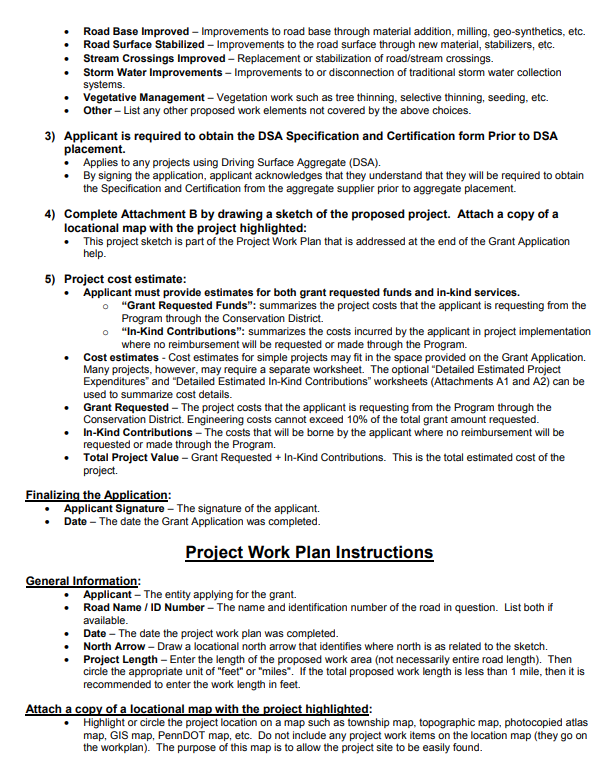 • Road Base Improved – Improvements to road base through material addition, milling, geo-synthetics, etc.
• Road Surface Stabilized – Improvements to the road surface through new material, stabilizers, etc.
• Stream Crossings Improved – Replacement or stabilization of road/stream crossings.
• Storm Water Improvements – Improvements to or disconnection of traditional storm water collection
systems.
• Vegetative Management – Vegetation work such as tree thinning, selective thinning, seeding, etc.
• Other – List any other proposed work elements not covered by the above choices.
3) Applicant is required to obtain the DSA Specification and Certification form Prior to DSA
placement.
• Applies to any projects using Driving Surface Aggregate (DSA).
• By signing the application, applicant acknowledges that they understand that they will be required to obtain
the Specification and Certification from the aggregate supplier prior to aggregate placement.
4) Complete Attachment B by drawing a sketch of the proposed project. Attach a copy of a
locational map with the project highlighted:
• This project sketch is part of the Project Work Plan that is addressed at the end of the Grant Application
help.
5) Project cost estimate:
• Applicant must provide estimates for both grant requested funds and in-kind services.
o “Grant Requested Funds”: summarizes the project costs that the applicant is requesting from the
Program through the Conservation District.
o “In-Kind Contributions”: summarizes the costs incurred by the applicant in project implementation
where no reimbursement will be requested or made through the Program.
• Cost estimates - Cost estimates for simple projects may fit in the space provided on the Grant Application.
Many projects, however, may require a separate worksheet. The optional “Detailed Estimated Project
Expenditures” and “Detailed Estimated In-Kind Contributions” worksheets (Attachments A1 and A2) can be
used to summarize cost details.
• Grant Requested – The project costs that the applicant is requesting from the Program through the
Conservation District. Engineering costs cannot exceed 10% of the total grant amount requested.
• In-Kind Contributions – The costs that will be borne by the applicant where no reimbursement will be
requested or made through the Program.
• Total Project Value – Grant Requested + In-Kind Contributions. This is the total estimated cost of the
project.
Finalizing the Application:
• Applicant Signature – The signature of the applicant.
• Date – The date the Grant Application was completed.
Project Work Plan Instructions
General Information:
• Applicant – The entity applying for the grant.
• Road Name / ID Number – The name and identification number of the road in question. List both if
available.
• Date – The date the project work plan was completed.
• North Arrow – Draw a locational north arrow that identifies where north is as related to the sketch.
• Project Length – Enter the length of the proposed work area (not necessarily entire road length). Then
circle the appropriate unit of "feet" or "miles". If the total proposed work length is less than 1 mile, then it is
recommended to enter the work length in feet.
Attach a copy of a locational map with the project highlighted:
• Highlight or circle the project location on a map such as township map, topographic map, photocopied atlas
map, GIS map, PennDOT map, etc. Do not include any project work items on the location map (they go on
the workplan). The purpose of this map is to allow the project site to be easily found.